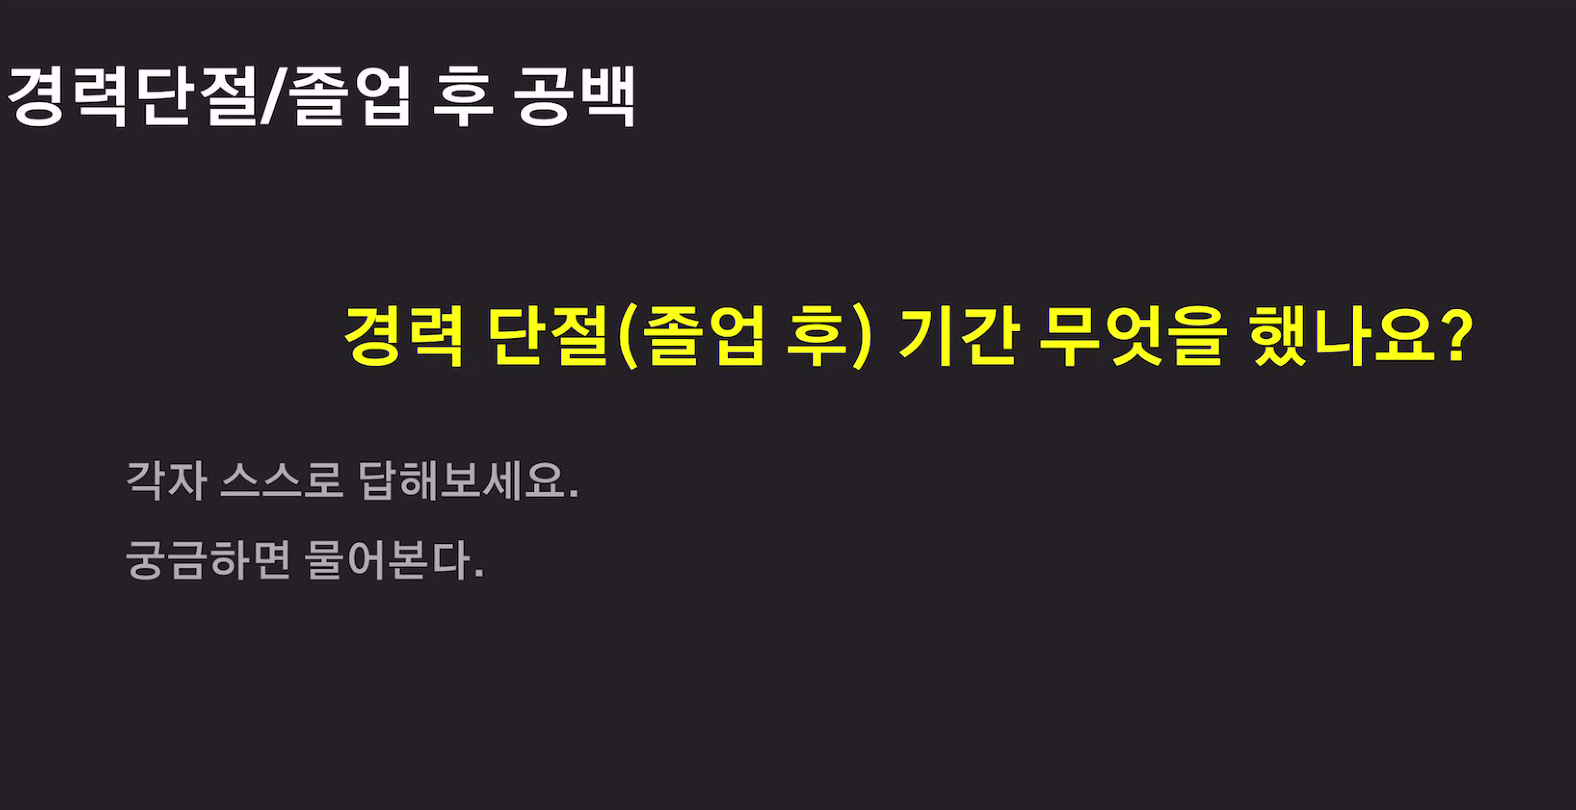 경력단절/졸업 후 공백
경력 단절(졸업 후) 기간 무엇을 했나요?
각자 스스로 답해보세요.
궁금하면 물어본다.